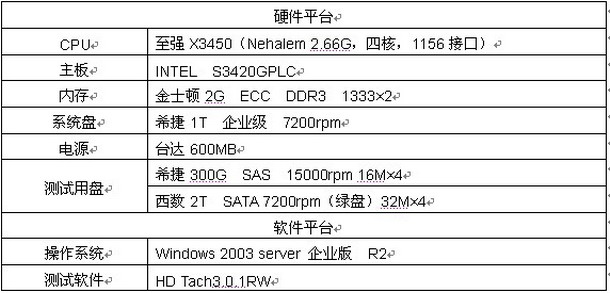 硬件平台
CPU 至强 X3450（Nehalem 2.66G，四核，1156 接口）
主板 INTEL S3420GPLC
内存 金士顿 2G ECC DDR3 1333×2
系统盘 希捷 1T 企业级 7200rpm
电源 台达 600MB
测试用盘 希捷 300G SAS 15000rpm 16M×4
西数 2T SATA 7200rpm（绿盘）32M×4
软件平台
操作系统 Windows 2003 server 企业版 R2
测试软件 HD Tach3.0.1RW